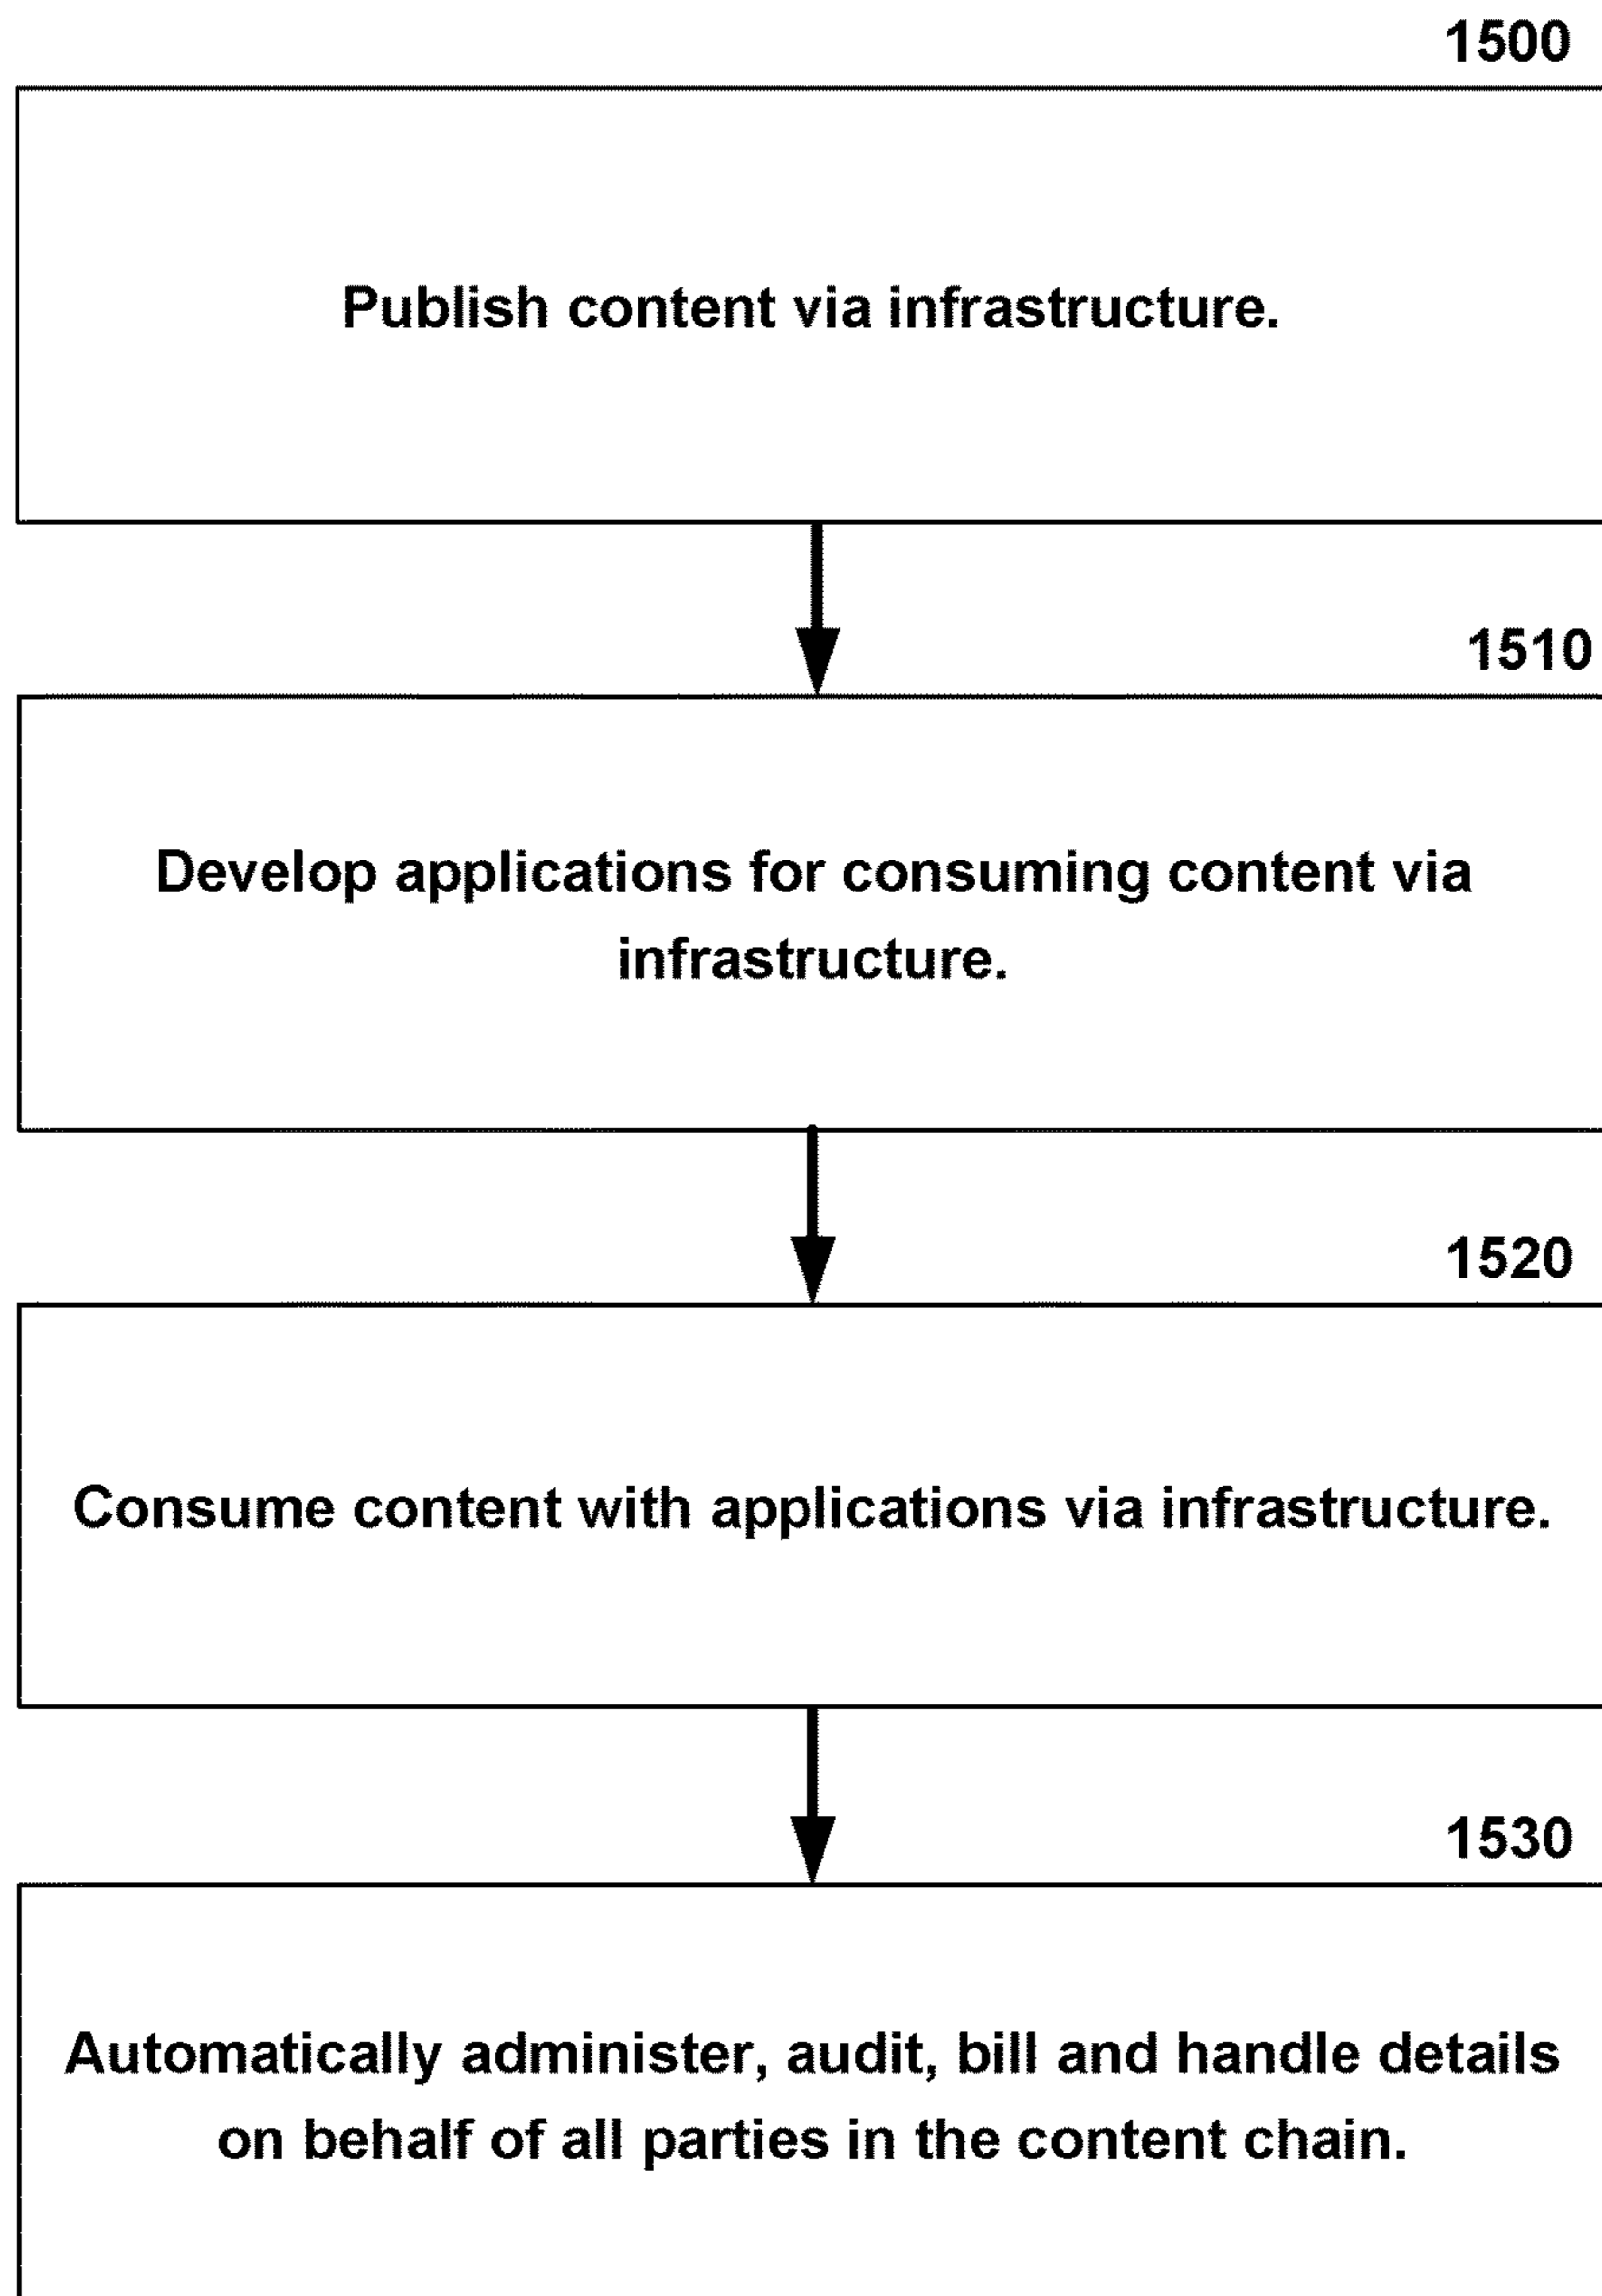 1500
Publish content via infrastructure.
1510
Develop applications for consuming content via
infrastructure.
1520
Consume content with applications via infrastructure.
1530
Automatically administer, audit, bill and handle details
on behalf of all parties in the content chain.